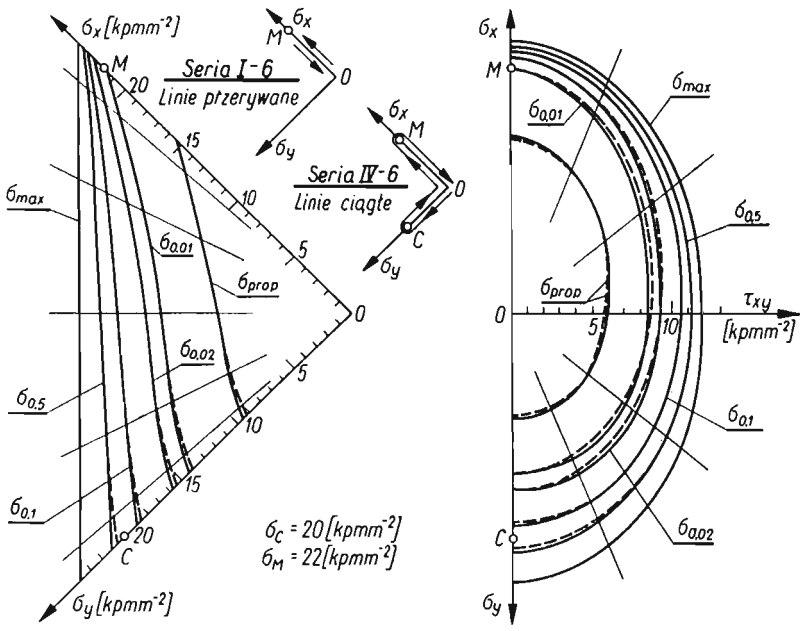 σx [kpmm⁻²]
M
20
15
10
5
0
5
10
15
20
C
σy [kpmm⁻²]
σmax
σ0,01
σprop
σ0,02
σ0,5
σ0,1
Seria I-6
Linie przerywane
σx
M
0
σy
Seria IV-6
Linie ciągłe
σx
M
0
C
σy
σC = 20 [kpmm⁻²]
σM = 22 [kpmm⁻²]
σx
M
σ0,01
σmax
σ0,5
σprop
0
5
10
τxy
[kpmm⁻²]
σ0,1
σ0,02
C
σy